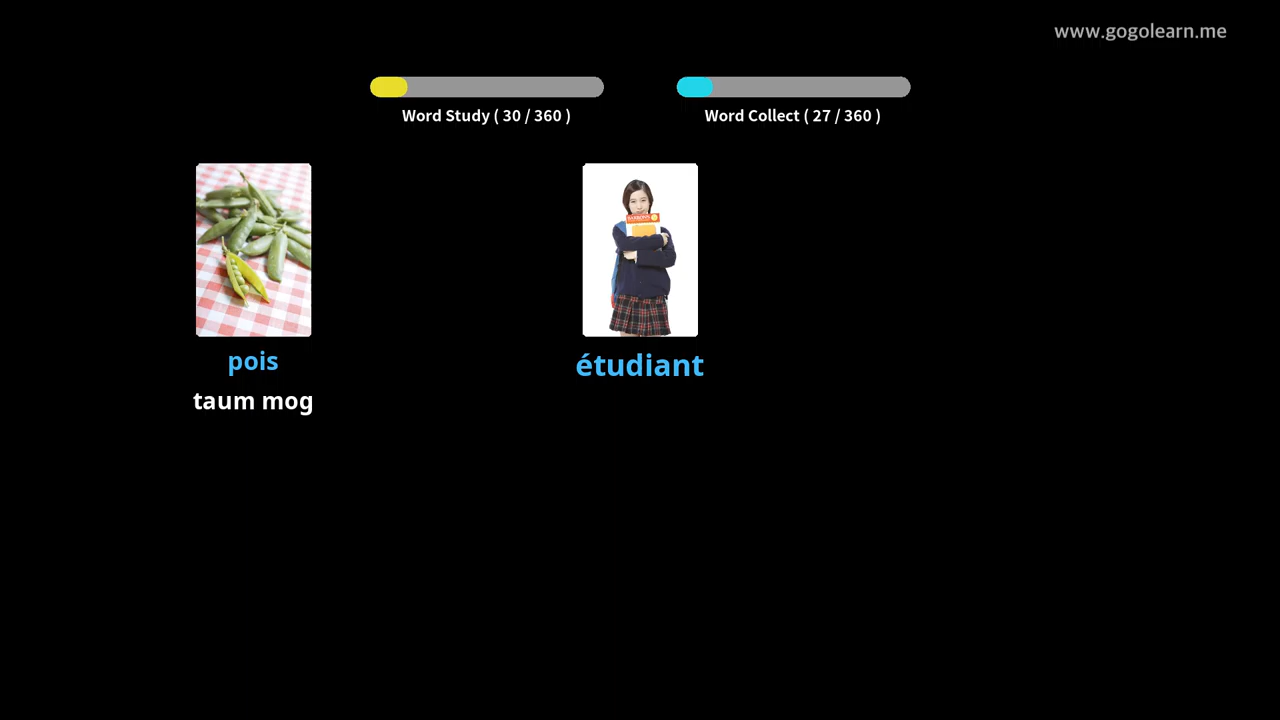 www.gogolearn.me
Word Study ( 30 / 360 )
Word Collect ( 27 / 360 )
pois
taum mog
étudiant